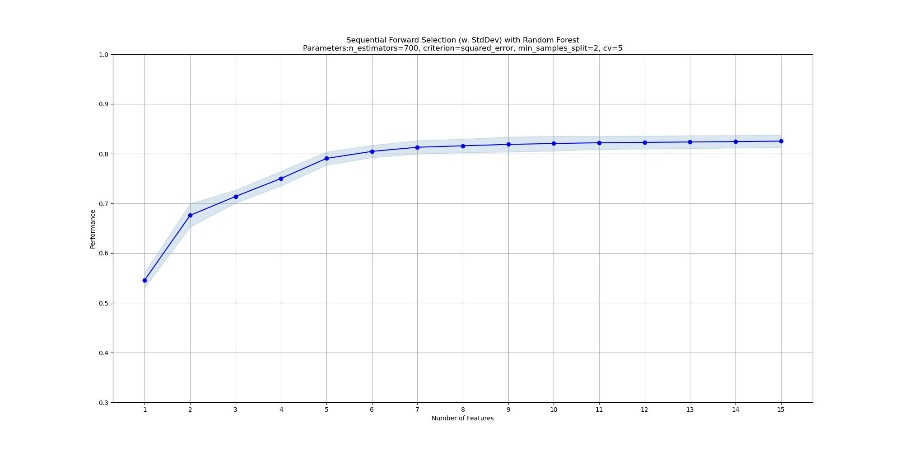 Sequential Forward Selection (w. StdDev) with Random Forest
Parameters:n_estimators=700, criterion=squared_error, min_samples_split=2, cv=5
1.0
0.9
0.8
0.7
0.6
0.5
0.4
0.3
Performance
1 2 3 4 5 6 7 8 9 10 11 12 13 14 15
Number of Features